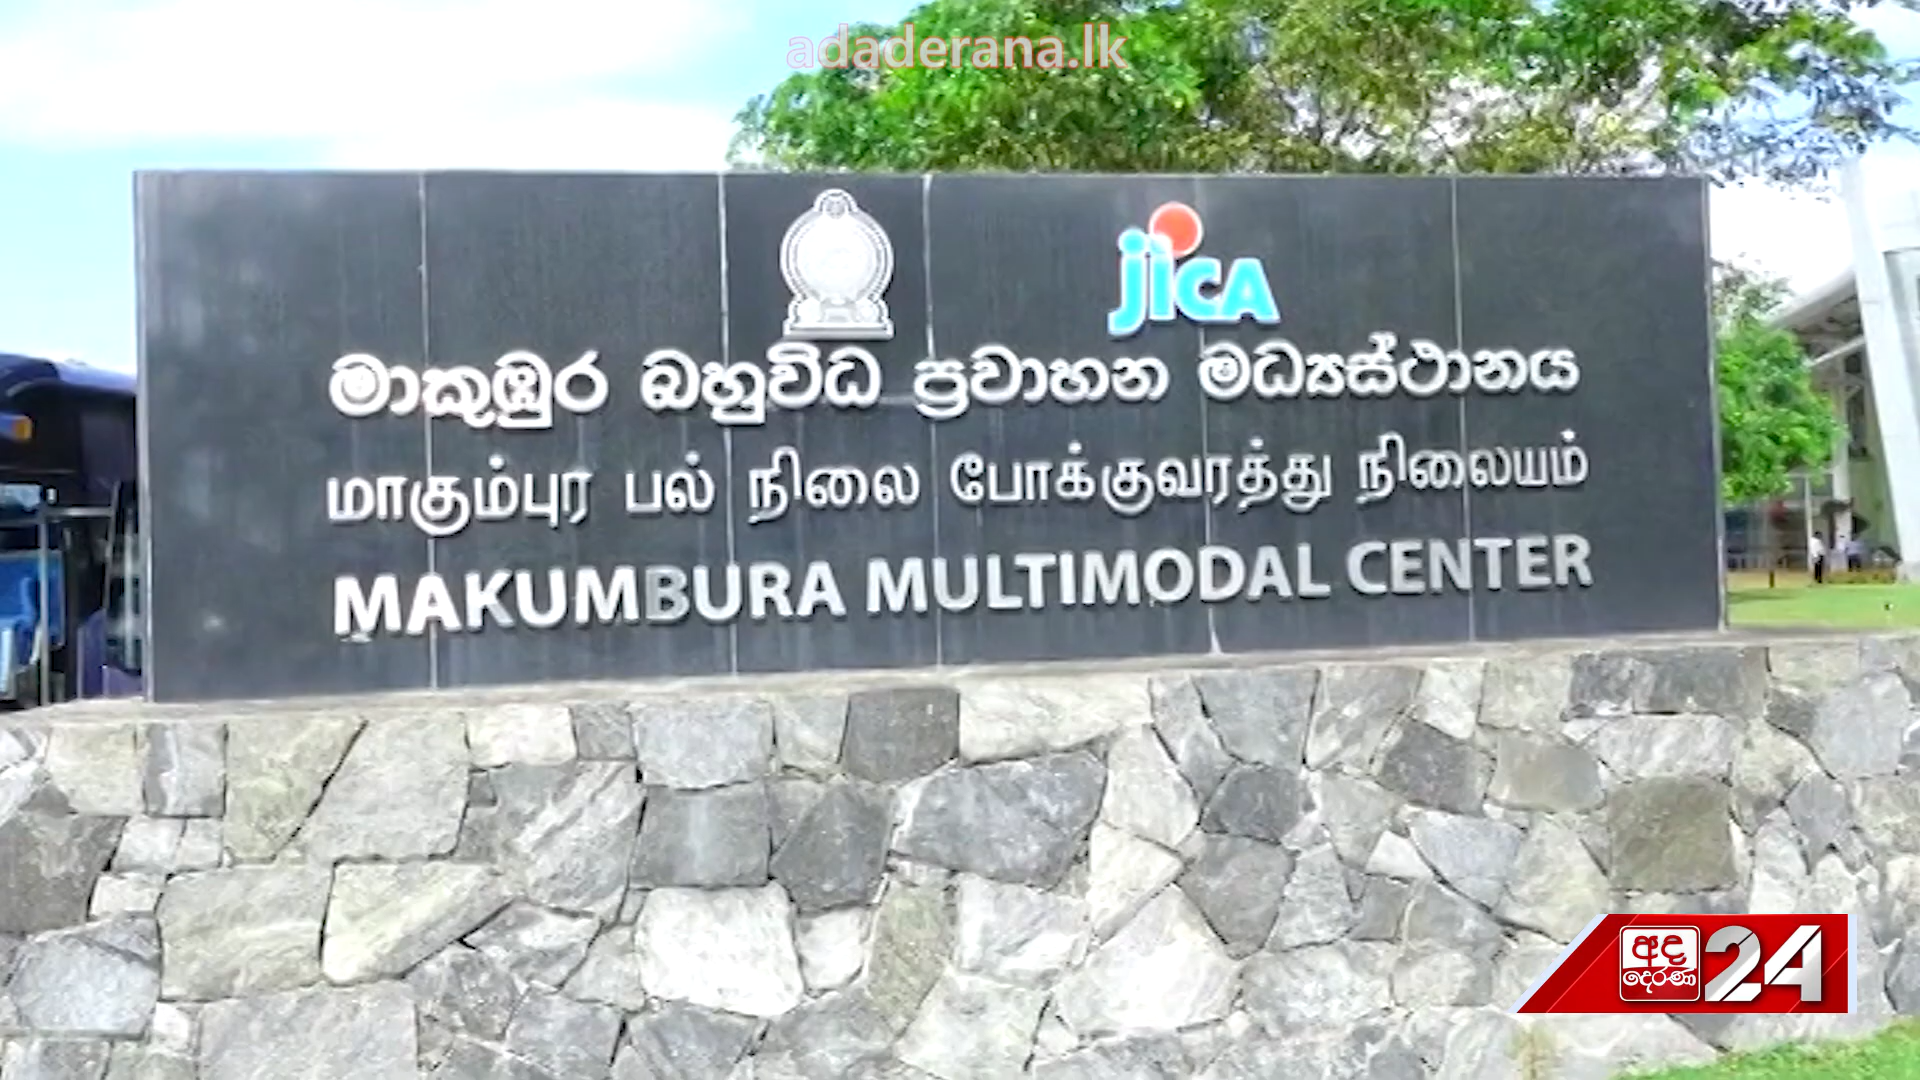 adaderana.lk
jica
මාකුඹුර බහුවිධ ප්‍රවාහන මධ්‍යස්ථානය
மாகும்புர பல் நிலை போக்குவரத்து நிலையம்
MAKUMBURA MULTIMODAL CENTER
අද
දෙරණ 24